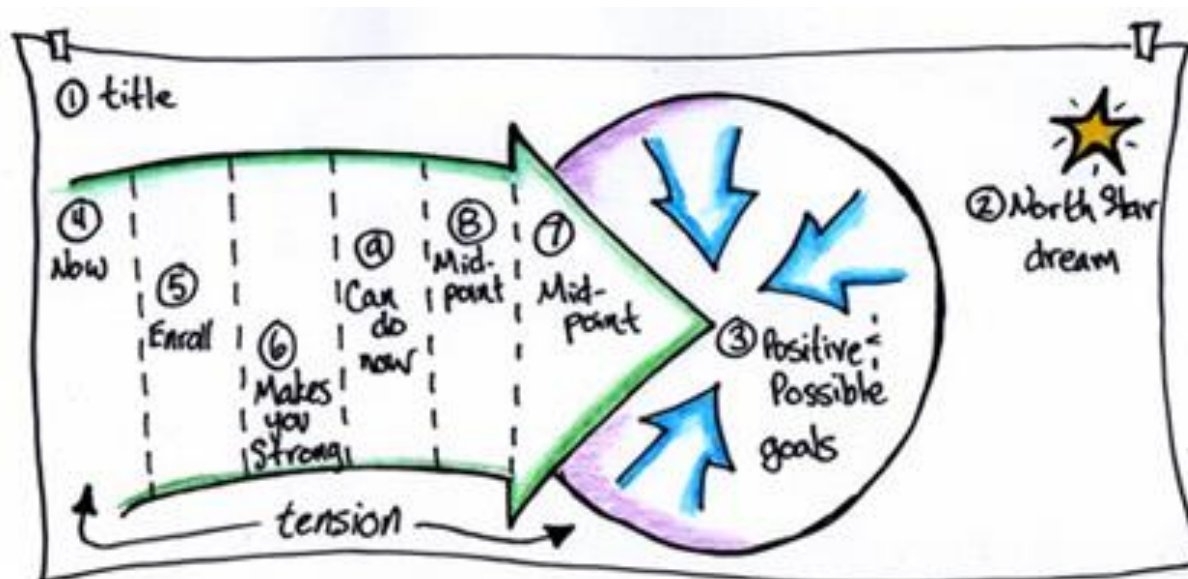 ① title
② North Star
dream
④
Now
⑤
Enroll
⑥
Makes
you
Strong
⑨
Can
do
now
⑧
Mid-
point
⑦
Mid-
point
③ Positive
Possible
goals
tension